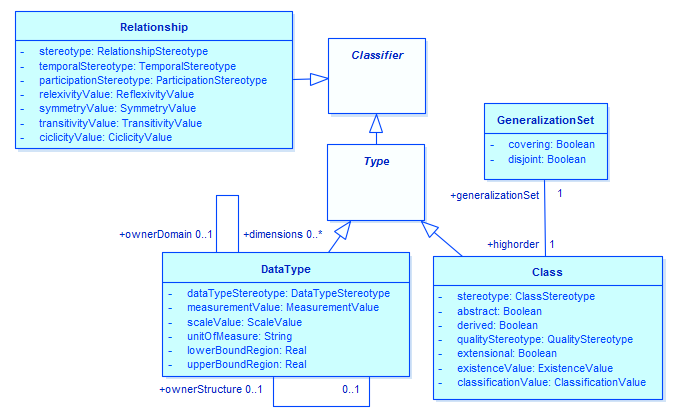 Relationship
- stereotype: RelationshipStereotype
- temporalStereotype: TemporalStereotype
- participationStereotype: ParticipationStereotype
- relexivityValue: ReflexivityValue
- symmetryValue: SymmetryValue
- transitivityValue: TransitivityValue
- ciclicityValue: CiclicityValue
Classifier
Type
GeneralizationSet
- covering: Boolean
- disjoint: Boolean
+generalizationSet 1
+highorder 1
+ownerDomain 0..1 +dimensions 0..*
DataType
- dataTypeStereotype: DataTypeStereotype
- measurementValue: MeasurementValue
- scaleValue: ScaleValue
- unitOfMeasure: String
- lowerBoundRegion: Real
- upperBoundRegion: Real
+ownerStructure 0..1 0..1
Class
- stereotype: ClassStereotype
- abstract: Boolean
- derived: Boolean
- qualityStereotype: QualityStereotype
- extensional: Boolean
- existenceValue: ExistenceValue
- classificationValue: ClassificationValue